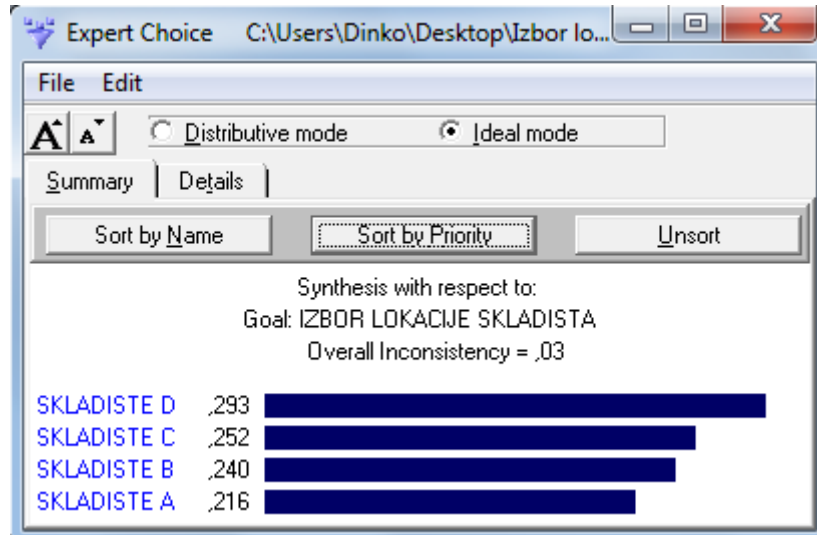 Expert Choice C:\Users\Dinko\Desktop\Izbor lo...
File Edit
A A Distributive mode Ideal mode
Summary Details
Sort by Name Sort by Priority Unsort
Synthesis with respect to:
Goal: IZBOR LOKACIJE SKLADISTA
Overall Inconsistency = ,03
SKLADISTE D ,293
SKLADISTE C ,252
SKLADISTE B ,240
SKLADISTE A ,216